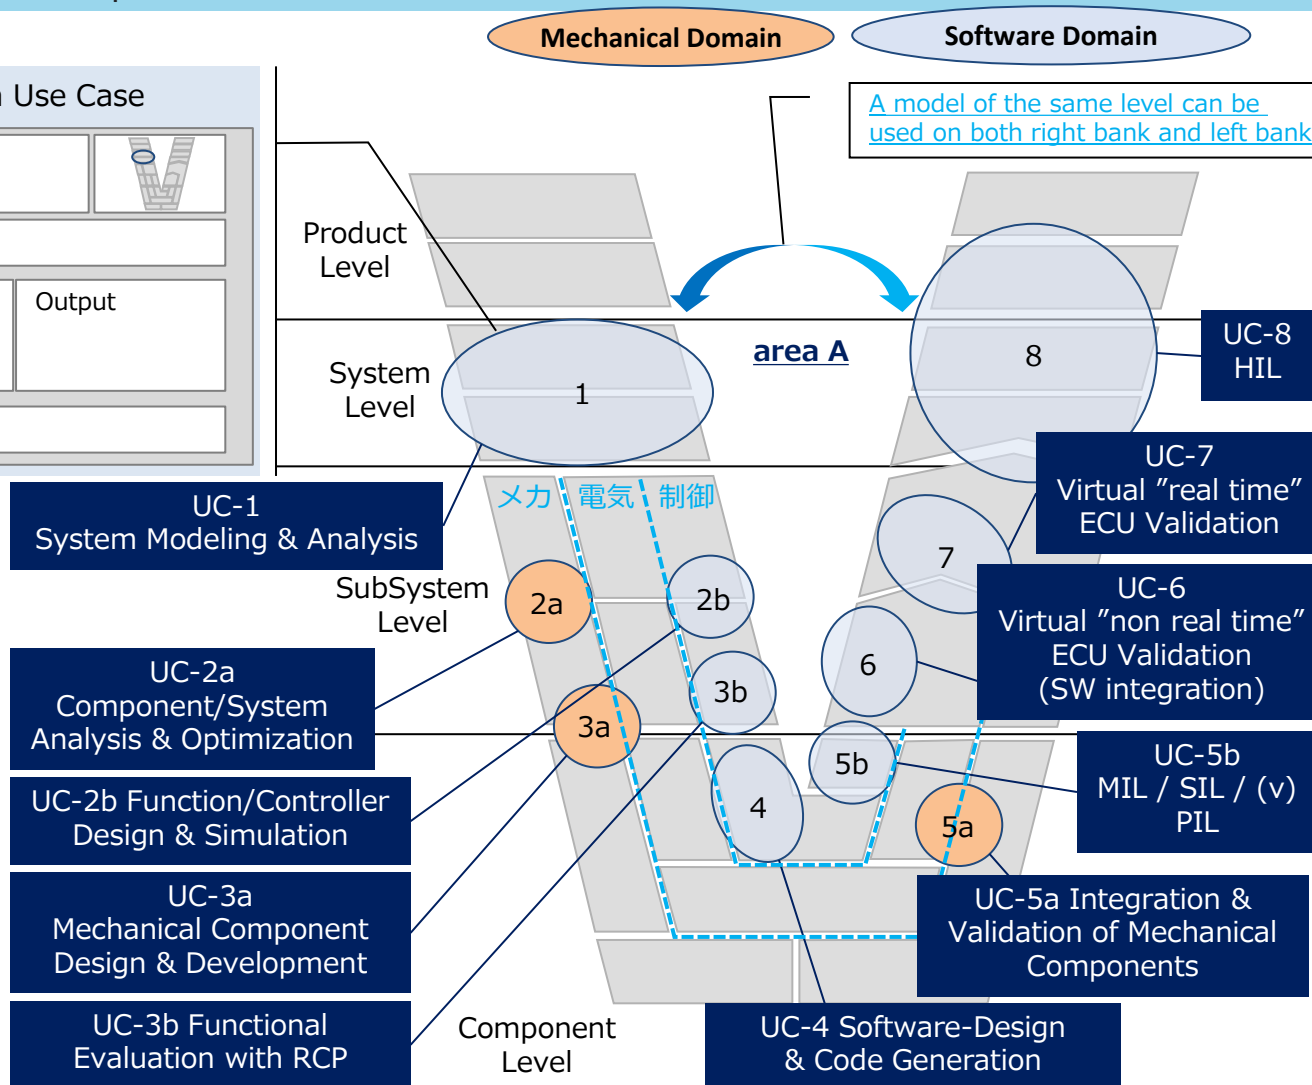 Mechanical Domain
Software Domain
Use Case
Output
A model of the same level can be
used on both right bank and left bank
Product
Level
area A
System
Level
1
8
UC-8
HIL
UC-7
Virtual ”real time”
ECU Validation
UC-1
System Modeling & Analysis
メカ
電気
制御
7
SubSystem
Level
2a
2b
UC-6
Virtual ”non real time”
ECU Validation
(SW integration)
6
UC-2a
Component/System
Analysis & Optimization
3b
3a
5b
UC-5b
MIL / SIL / (v)
PIL
UC-2b Function/Controller
Design & Simulation
4
5a
UC-3a
Mechanical Component
Design & Development
UC-5a Integration &
Validation of Mechanical
Components
UC-3b Functional
Evaluation with RCP
Component
Level
UC-4 Software-Design
& Code Generation